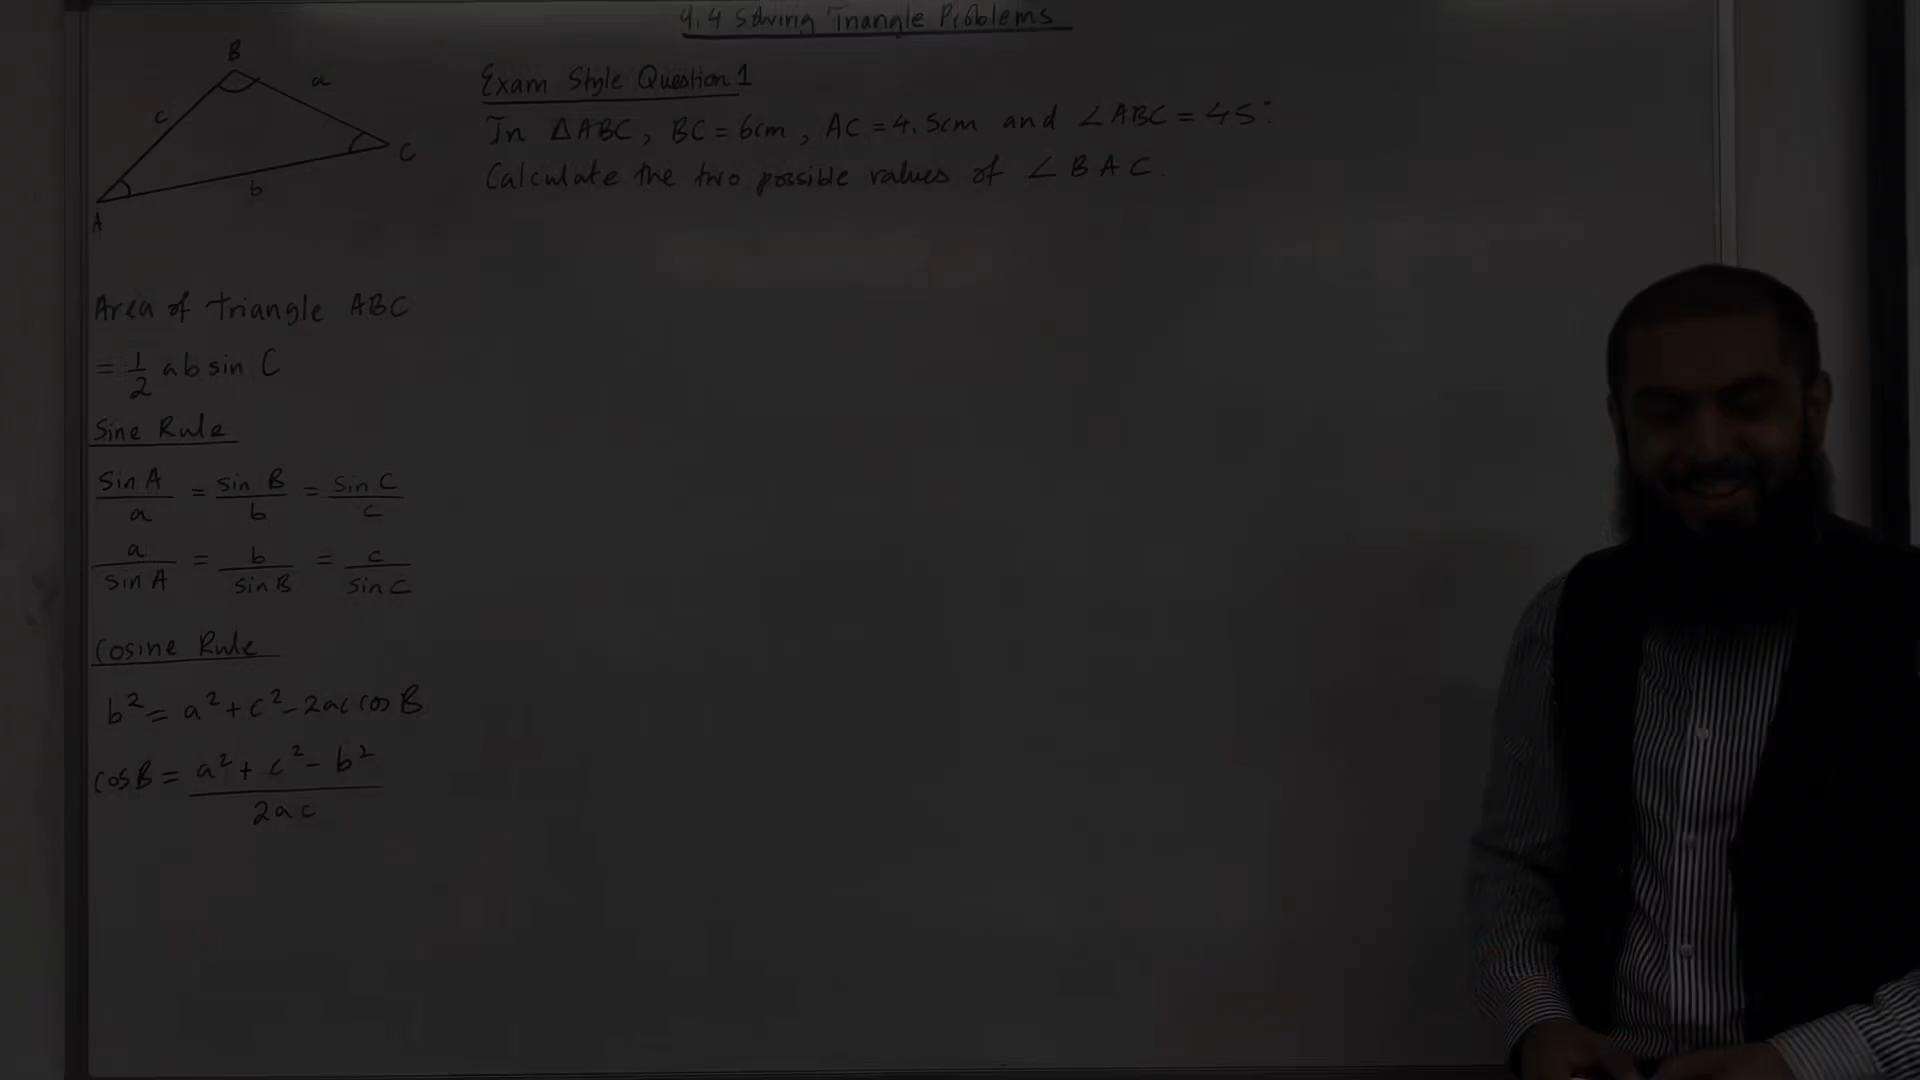 9.4 Solving Triangle Problems
B
a
c
C
b
A
Exam Style Question 1
In △ABC, BC = 6cm, AC = 4.5cm and ∠ABC = 45°.
Calculate the two possible values of ∠BAC.
Area of triangle ABC
= 1/2 ab sin C
Sine Rule
sin A / a = sin B / b = sin C / c
a / sin A = b / sin B = c / sin C
Cosine Rule
b² = a² + c² - 2ac cos B
cos B = a² + c² - b² / 2ac